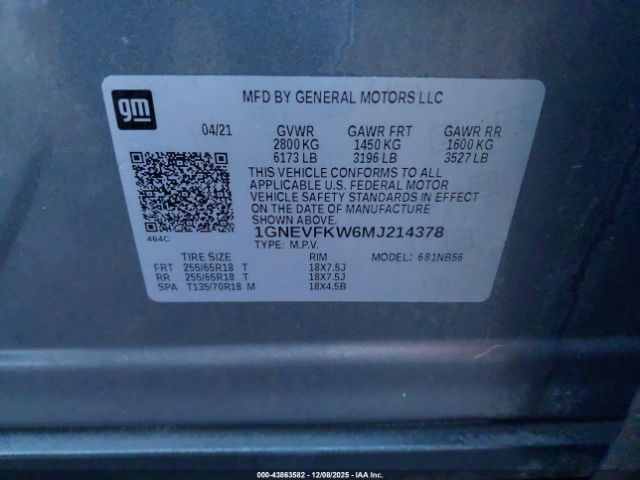 gm
MFD BY GENERAL MOTORS LLC
04/21 GVWR GAWR FRT GAWR RR
2800 KG 1450 KG 1600 KG
6173 LB 3196 LB 3527 LB
THIS VEHICLE CONFORMS TO ALL
APPLICABLE U.S. FEDERAL MOTOR
VEHICLE SAFETY STANDARDS IN EFFECT
ON THE DATE OF MANUFACTURE
SHOWN ABOVE.
464C
1GNEVFKW6MJ214378
TYPE: M.P.V.
TIRE SIZE RIM MODEL: 681NB56
FRT 255/65R18 T 18X7.5J
RR 255/65R18 T 18X7.5J
SPA T135/70R18 M 18X4.5B
000-43863582 | 12/08/2025 | IAA Inc.